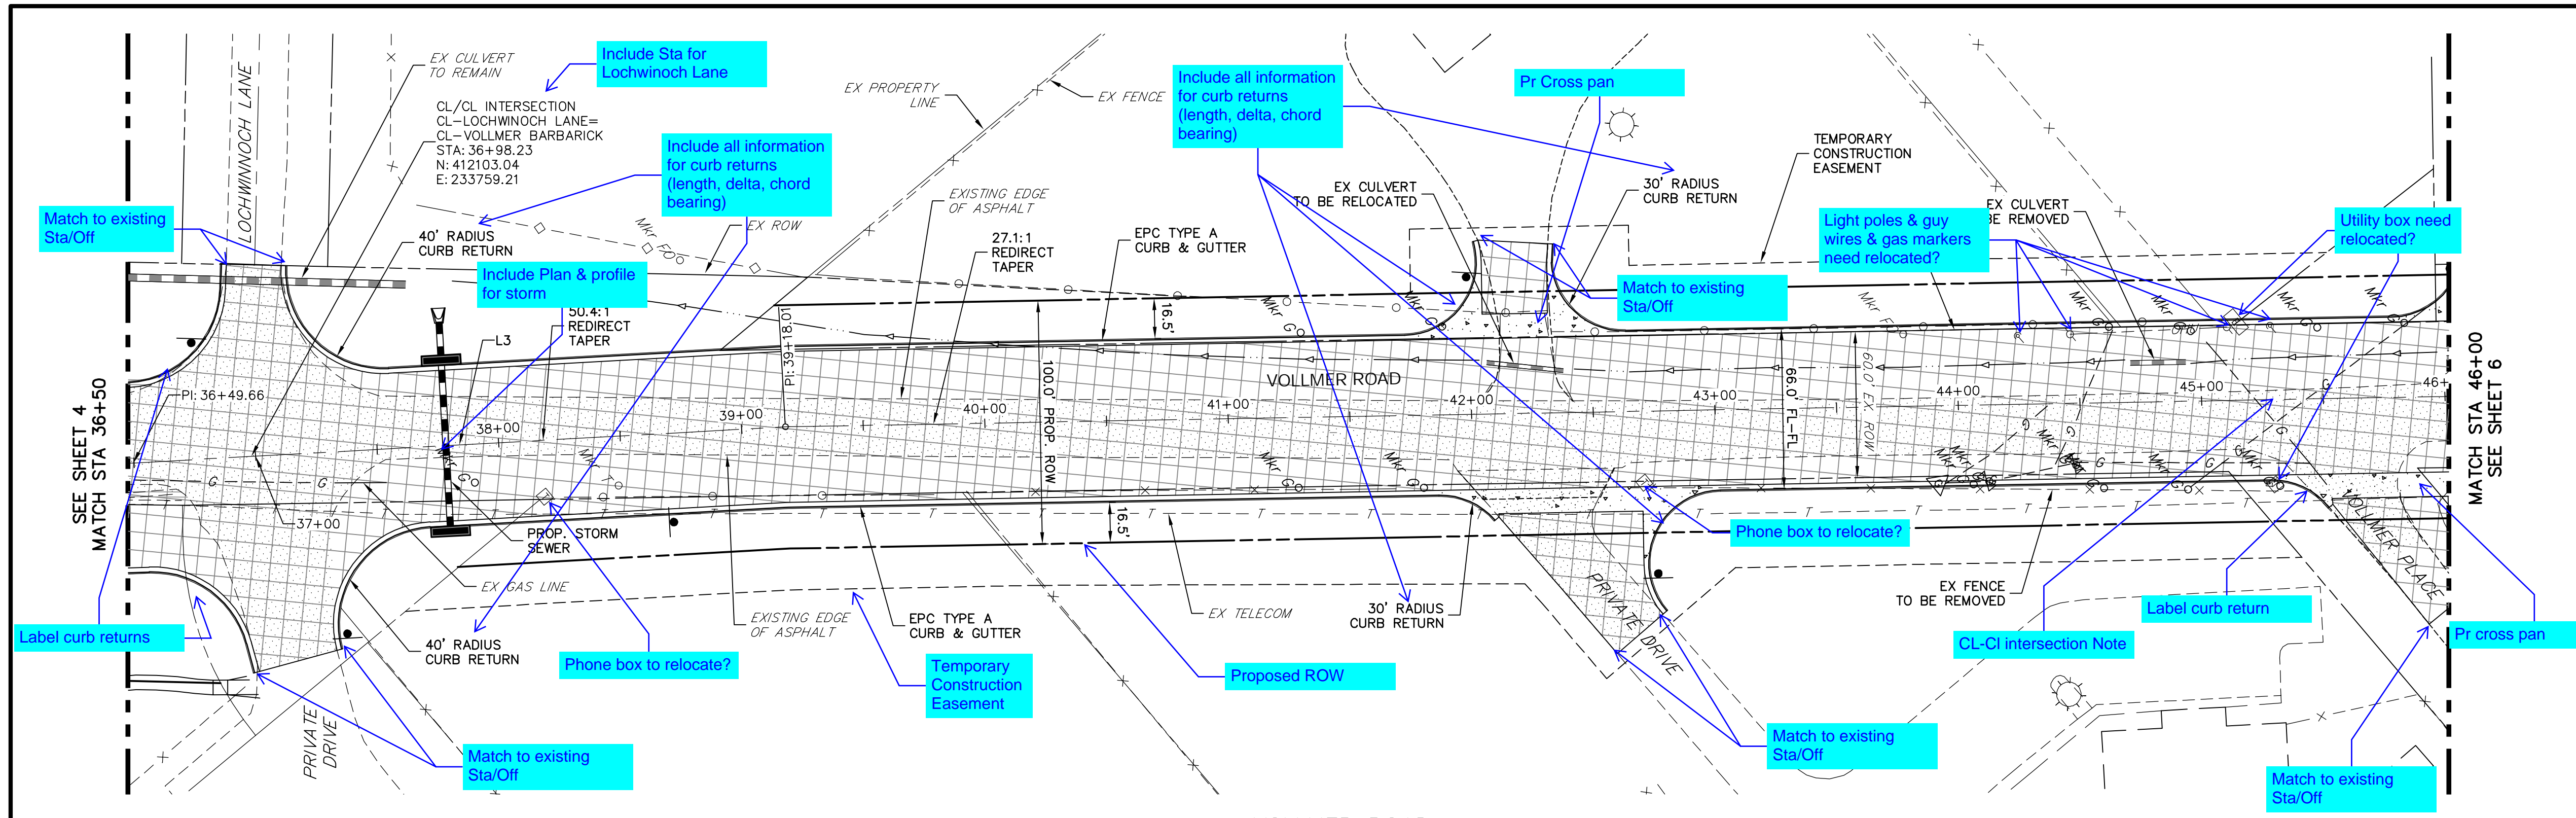 SEE SHEET 4
MATCH STA 36+50
LOCHWINNOCH LANE
EX CULVERT
TO REMAIN
Include Sta for
Lochwinoch Lane
CL/CL INTERSECTION
CL-LOCHWINOCH LANE=
CL-VOLLMER BARBARICK
STA: 36+98.23
N: 412103.04
E: 233759.21
Match to existing
Sta/Off
40' RADIUS
CURB RETURN
Include all information
for curb returns
(length, delta, chord
bearing)
Mkr
EX ROW
Include Plan & profile
for storm
50.4:1
REDIRECT
TAPER
L3
EX PROPERTY
LINE
EX FENCE
EXISTING EDGE
OF ASPHALT
27.1:1
REDIRECT
TAPER
EPC TYPE A
CURB & GUTTER
Include all information
for curb returns
(length, delta, chord
bearing)
Pr Cross pan
EX CULVERT
TO BE RELOCATED
30' RADIUS
CURB RETURN
TEMPORARY
CONSTRUCTION
EASEMENT
Match to existing
Sta/Off
Light poles & guy
wires & gas markers
need relocated?
EX CULVERT
BE REMOVED
Utility box need
relocated?
PI: 36+49.66
PI: 39+18.01
16.5'
100.0' PROP. ROW
VOLLMER ROAD
66.0' FL-FL
60.0' EX ROW
37+00
38+00
39+00
40+00
41+00
42+00
43+00
44+00
45+00
46+
Mkr G
Mkr G
Mkr G
Mkr G
Mkr G
Mkr G
G
G
T
T
T
16.5'
PROP. STORM
SEWER
EX GAS LINE
40' RADIUS
CURB RETURN
Label curb returns
PRIVATE
DRIVE
Match to existing
Sta/Off
Phone box to relocate?
EXISTING EDGE
OF ASPHALT
EPC TYPE A
CURB & GUTTER
Temporary
Construction
Easement
EX TELECOM
Proposed ROW
30' RADIUS
CURB RETURN
PRIVATE DRIVE
Phone box to relocate?
Match to existing
Sta/Off
EX FENCE
TO BE REMOVED
CL-Cl intersection Note
Label curb return
VOLLMER PLACE
Pr cross pan
Match to existing
Sta/Off
MATCH STA 46+00
SEE SHEET 6